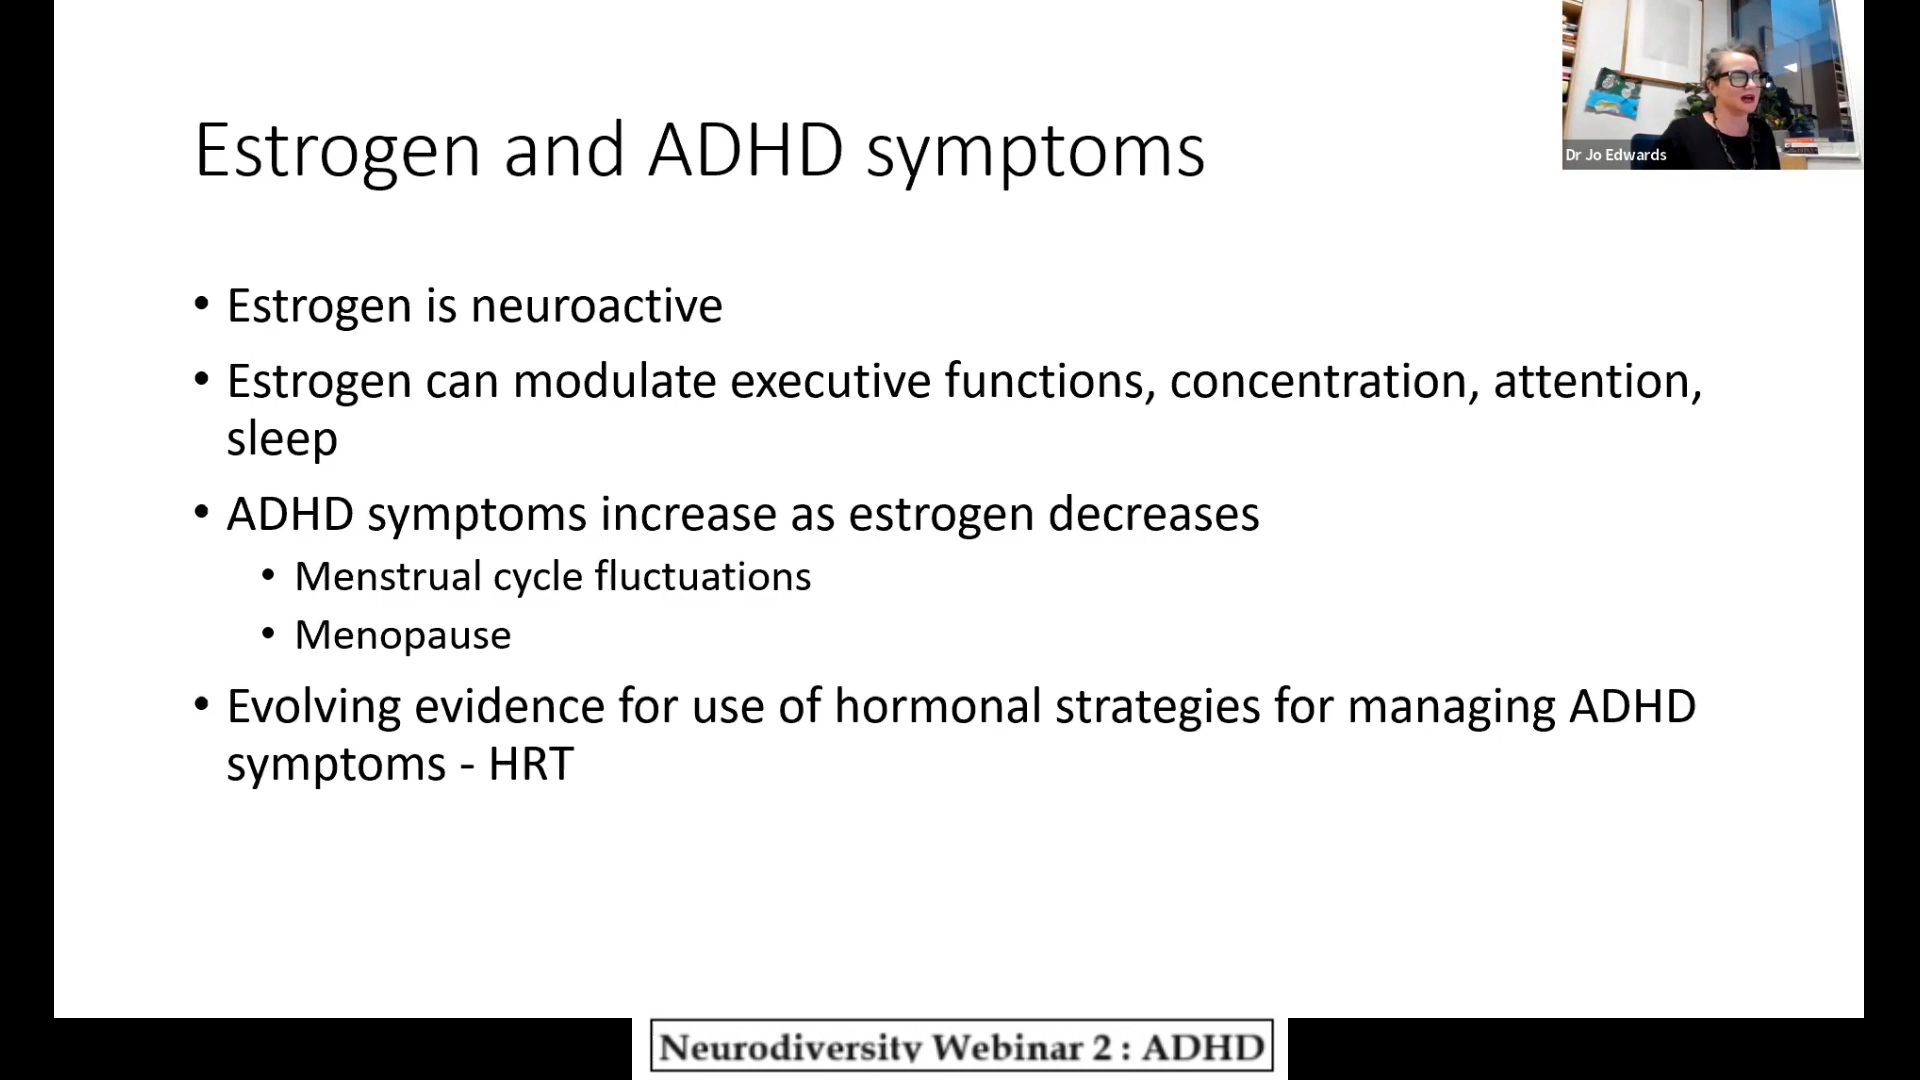 Estrogen and ADHD symptoms
Dr Jo Edwards
• Estrogen is neuroactive
• Estrogen can modulate executive functions, concentration, attention,
sleep
• ADHD symptoms increase as estrogen decreases
• Menstrual cycle fluctuations
• Menopause
• Evolving evidence for use of hormonal strategies for managing ADHD
symptoms - HRT
Neurodiversity Webinar 2 : ADHD